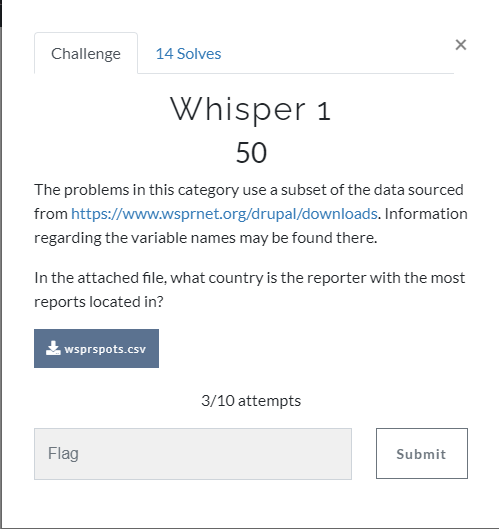 Challenge
14 Solves
×
Whisper 1
50
The problems in this category use a subset of the data sourced
from https://www.wsprnet.org/drupal/downloads. Information
regarding the variable names may be found there.
In the attached file, what country is the reporter with the most
reports located in?
wsprspots.csv
3/10 attempts
Flag
Submit